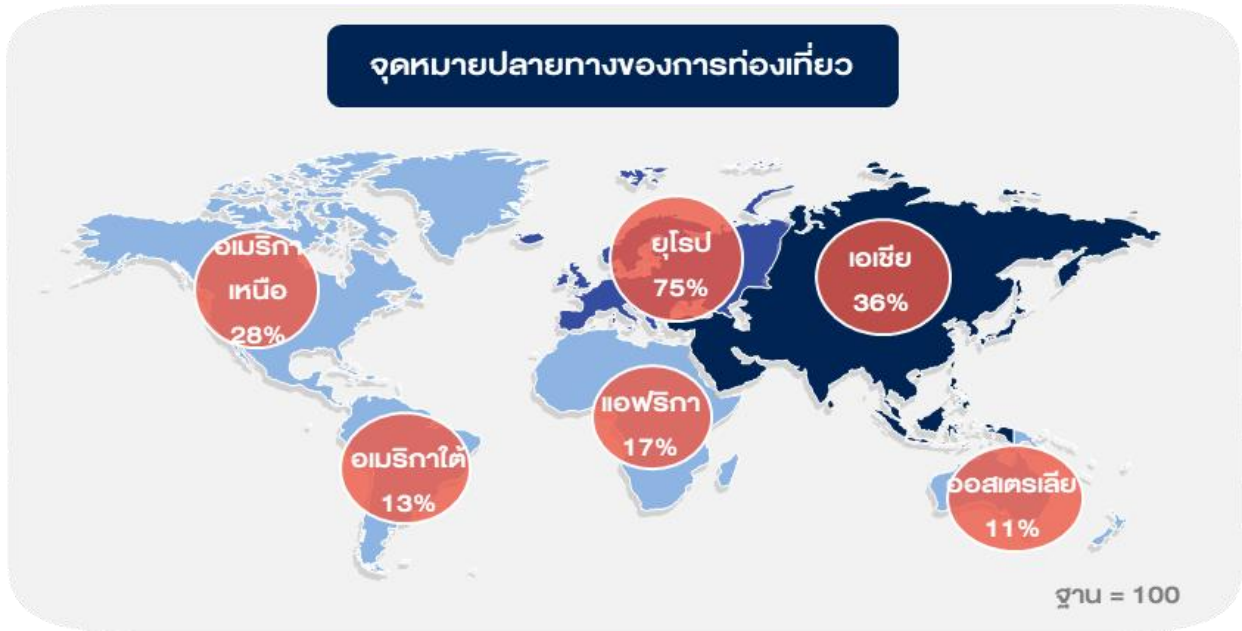 จุดหมายปลายทางของการท่องเที่ยว
อเมริกา
เหนือ
28%
ยุโรป
75%
เอเชีย
36%
แอฟริกา
17%
อเมริกาใต้
13%
ออสเตรเลีย
11%
ฐาน = 100